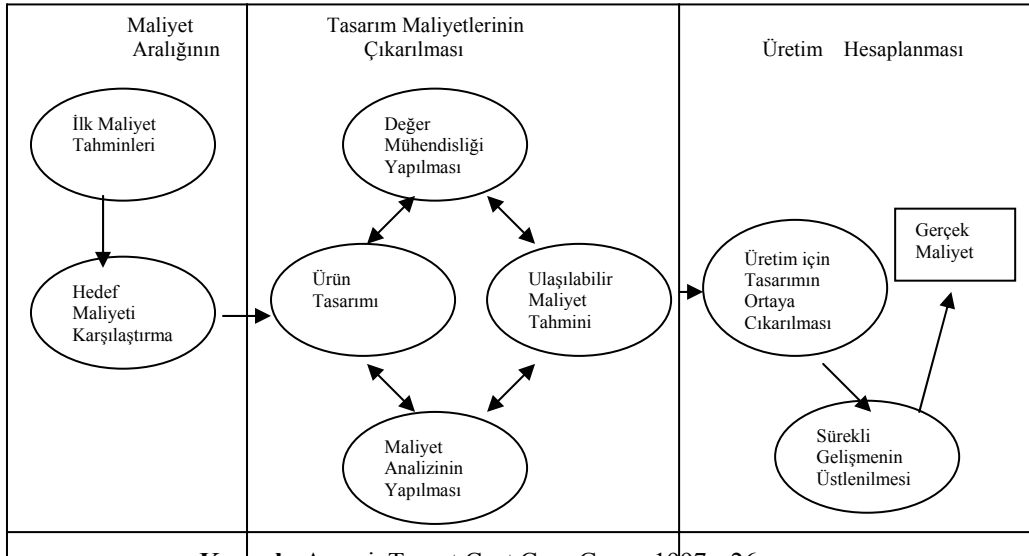 Maliyet
Aralığının
Tasarım Maliyetlerinin
Çıkarılması
Üretim Hesaplanması
İlk Maliyet
Tahminleri
Hedef
Maliyeti
Karşılaştırma
Değer
Mühendisliği
Yapılması
Ürün
Tasarımı
Ulaşılabilir
Maliyet
Tahmini
Maliyet
Analizinin
Yapılması
Üretim için
Tasarımın
Ortaya
Çıkarılması
Gerçek
Maliyet
Sürekli
Gelişmenin
Üstlenilmesi